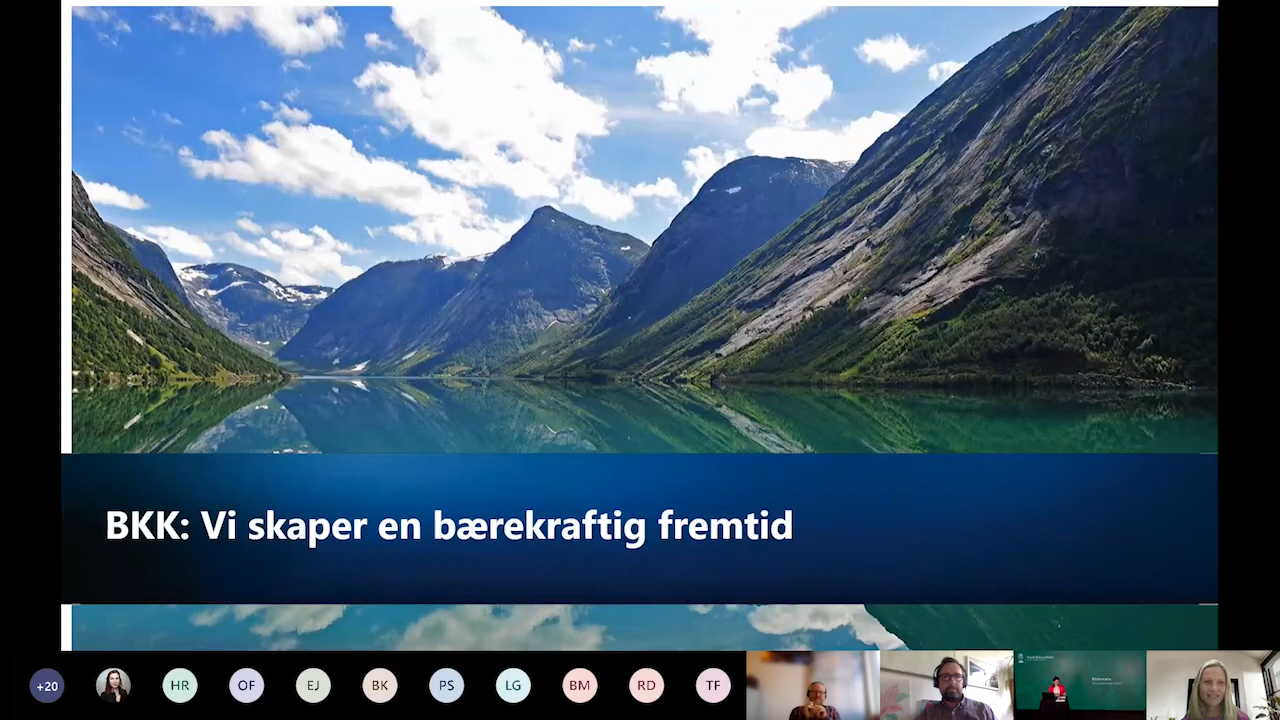 BKK: Vi skaper en bærekraftig fremtid
+20
HR
OF
EJ
BK
PS
LG
BM
RD
TF